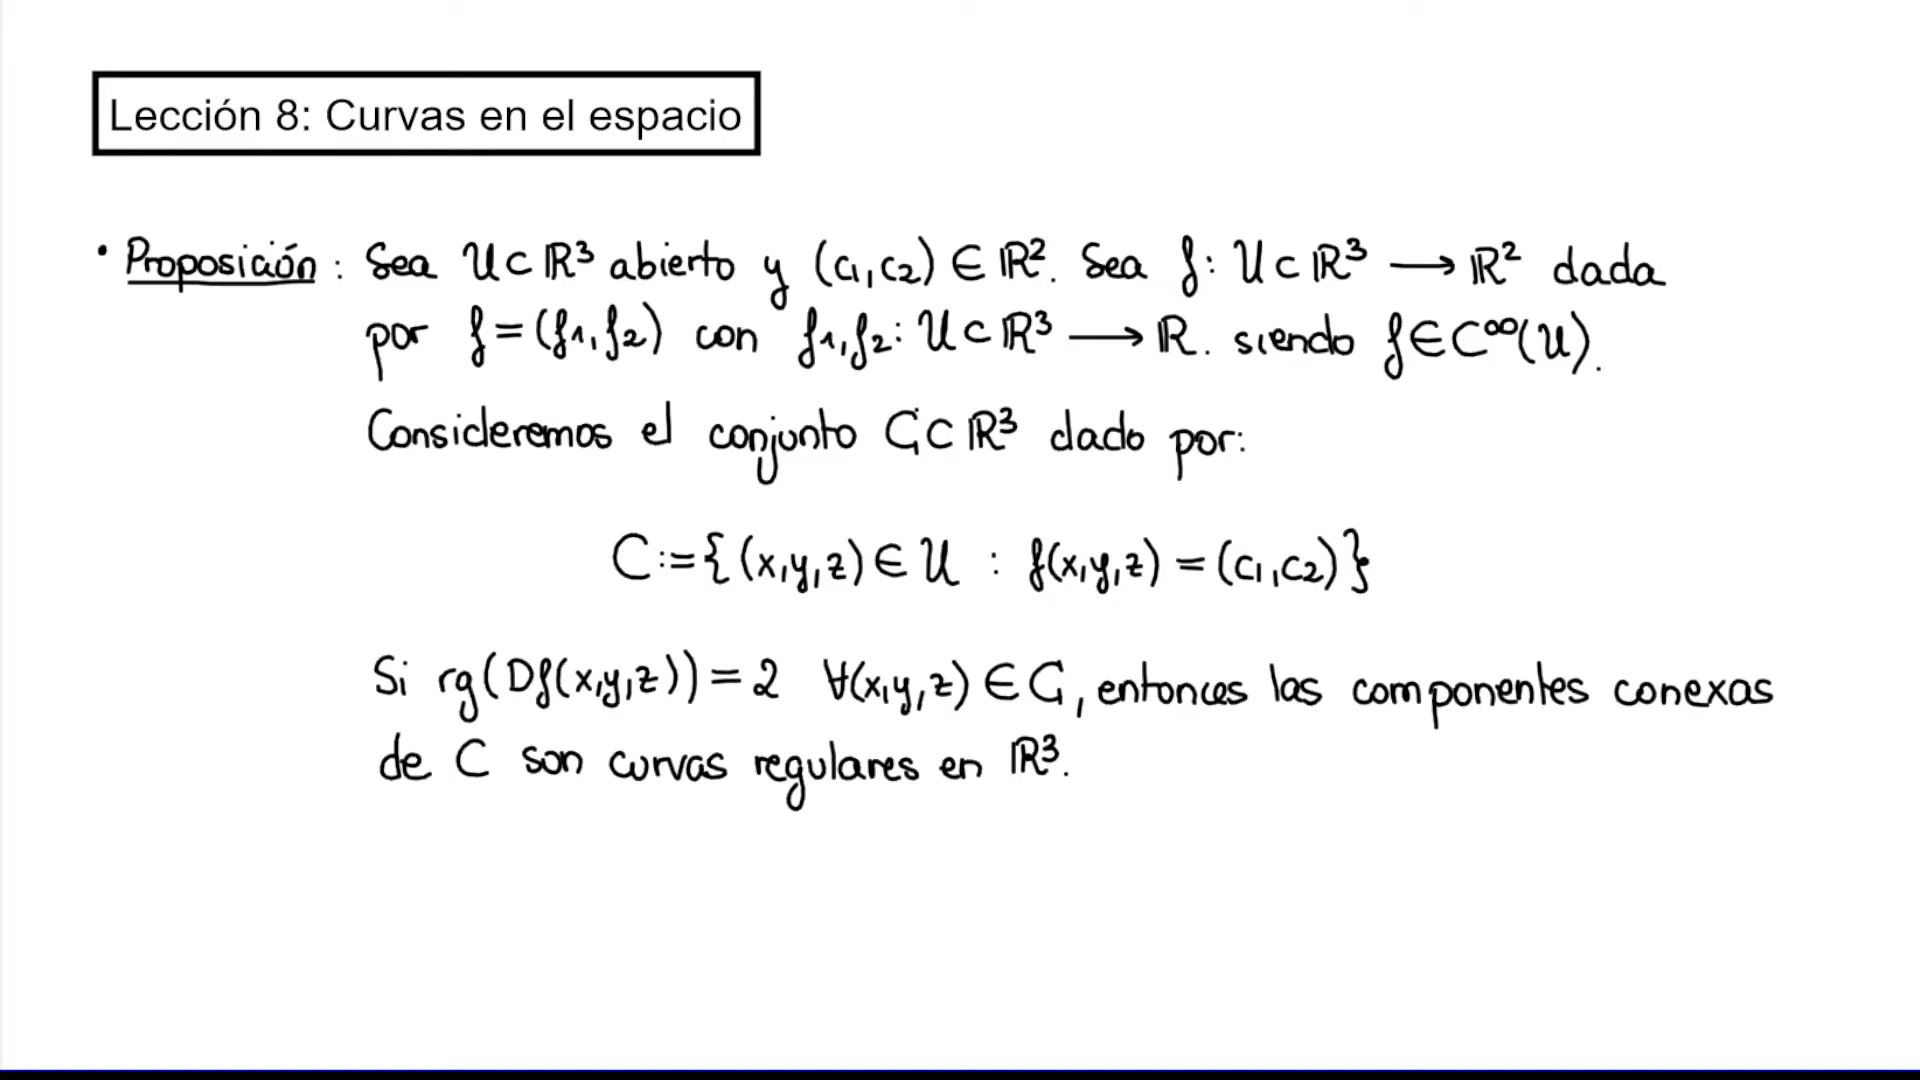 Lección 8: Curvas en el espacio
• Proposición: Sea U⊂ℝ³ abierto y (c₁,c₂)∈ℝ². Sea f: U⊂ℝ³ ⟶ ℝ² dada
por f=(f₁,f₂) con f₁,f₂: U⊂ℝ³ ⟶ ℝ. siendo f∈C^∞(U).
Consideremos el conjunto C⊂ℝ³ dado por:
C:={(x,y,z)∈U : f(x,y,z)=(c₁,c₂)}
Si rg(Df(x,y,z))=2 ∀(x,y,z)∈C, entonces las componentes conexas
de C son curvas regulares en ℝ³.